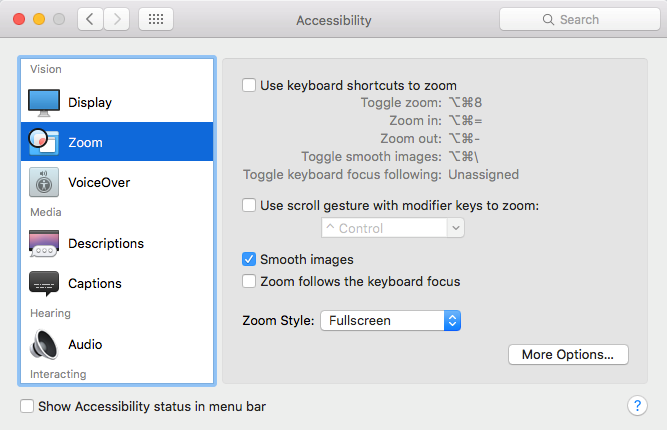 Accessibility
Search
Vision
Display
Zoom
VoiceOver
Media
Descriptions
Captions
Hearing
Audio
Interacting
Use keyboard shortcuts to zoom
Toggle zoom: ⌥⌘8
Zoom in: ⌥⌘=
Zoom out: ⌥⌘-
Toggle smooth images: ⌥⌘\
Toggle keyboard focus following: Unassigned
Use scroll gesture with modifier keys to zoom:
^ Control
Smooth images
Zoom follows the keyboard focus
Zoom Style: Fullscreen
More Options...
Show Accessibility status in menu bar
?